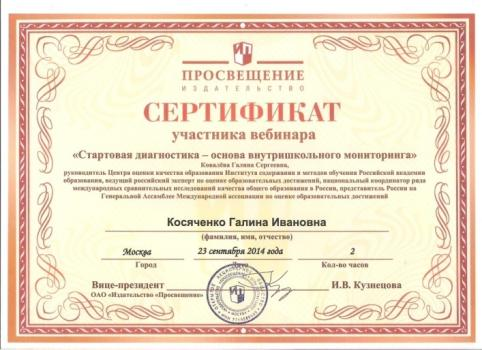 ПРОСВЕЩЕНИЕ
ИЗДАТЕЛЬСТВО
СЕРТИФИКАТ
участника вебинара
«Стартовая диагностика – основа внутришкольного мониторинга»
Ковалёва Галина Сергеевна,
руководитель Центра оценки качества образования Института содержания и методов обучения Российской академии
образования, ведущий российский эксперт по оценке образовательных достижений, национальный координатор ряда
международных сравнительных исследований качества общего образования в России, представитель России на
Генеральной Ассамблее Международной ассоциации по оценке образовательных достижений
Косяченко Галина Ивановна
(фамилия, имя, отчество)
Москва 23 сентября 2014 года 2
Город Дата Кол-во часов
Вице-президент И.В. Кузнецова
ОАО «Издательство «Просвещение»